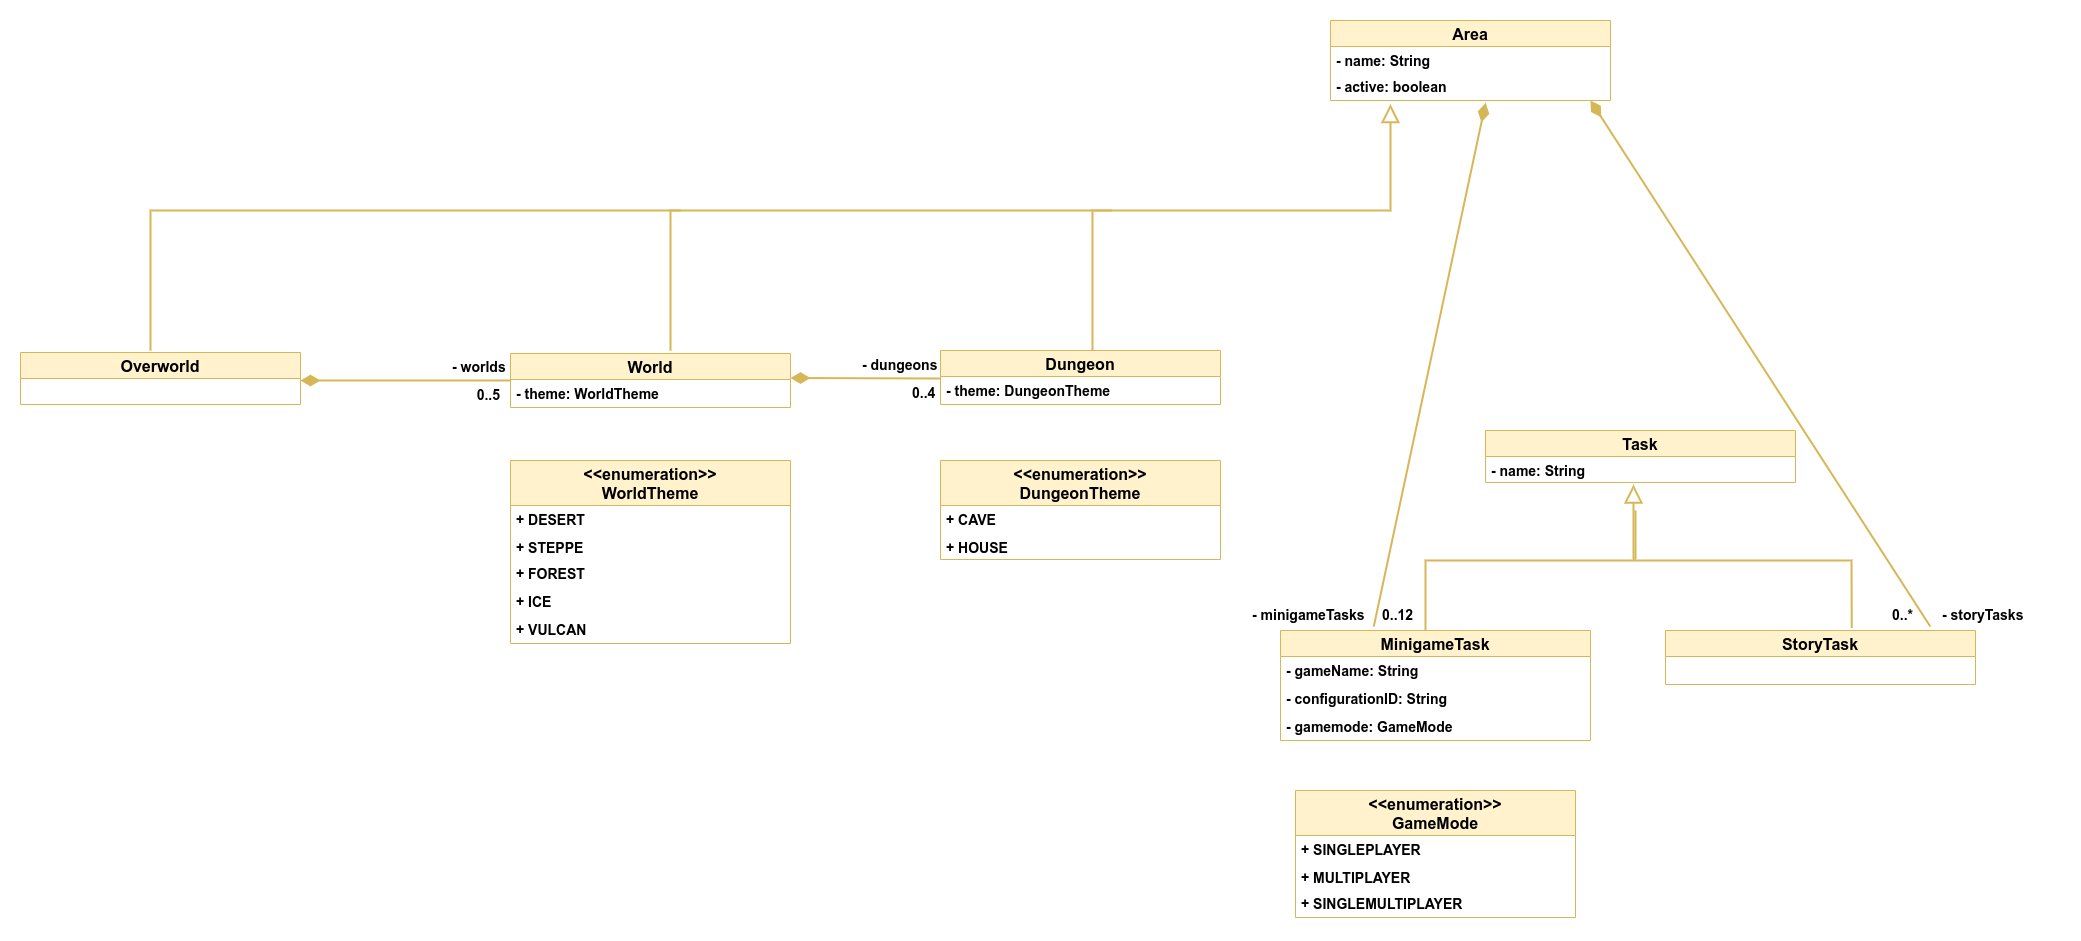 Area
- name: String
- active: boolean
Overworld
- worlds
0..5
World
- theme: WorldTheme
- dungeons
0..4
Dungeon
- theme: DungeonTheme
<<enumeration>>
WorldTheme
+ DESERT
+ STEPPE
+ FOREST
+ ICE
+ VULCAN
<<enumeration>>
DungeonTheme
+ CAVE
+ HOUSE
Task
- name: String
- minigameTasks
0..12
0..*
- storyTasks
MinigameTask
- gameName: String
- configurationID: String
- gamemode: GameMode
StoryTask
<<enumeration>>
GameMode
+ SINGLEPLAYER
+ MULTIPLAYER
+ SINGLEMULTIPLAYER